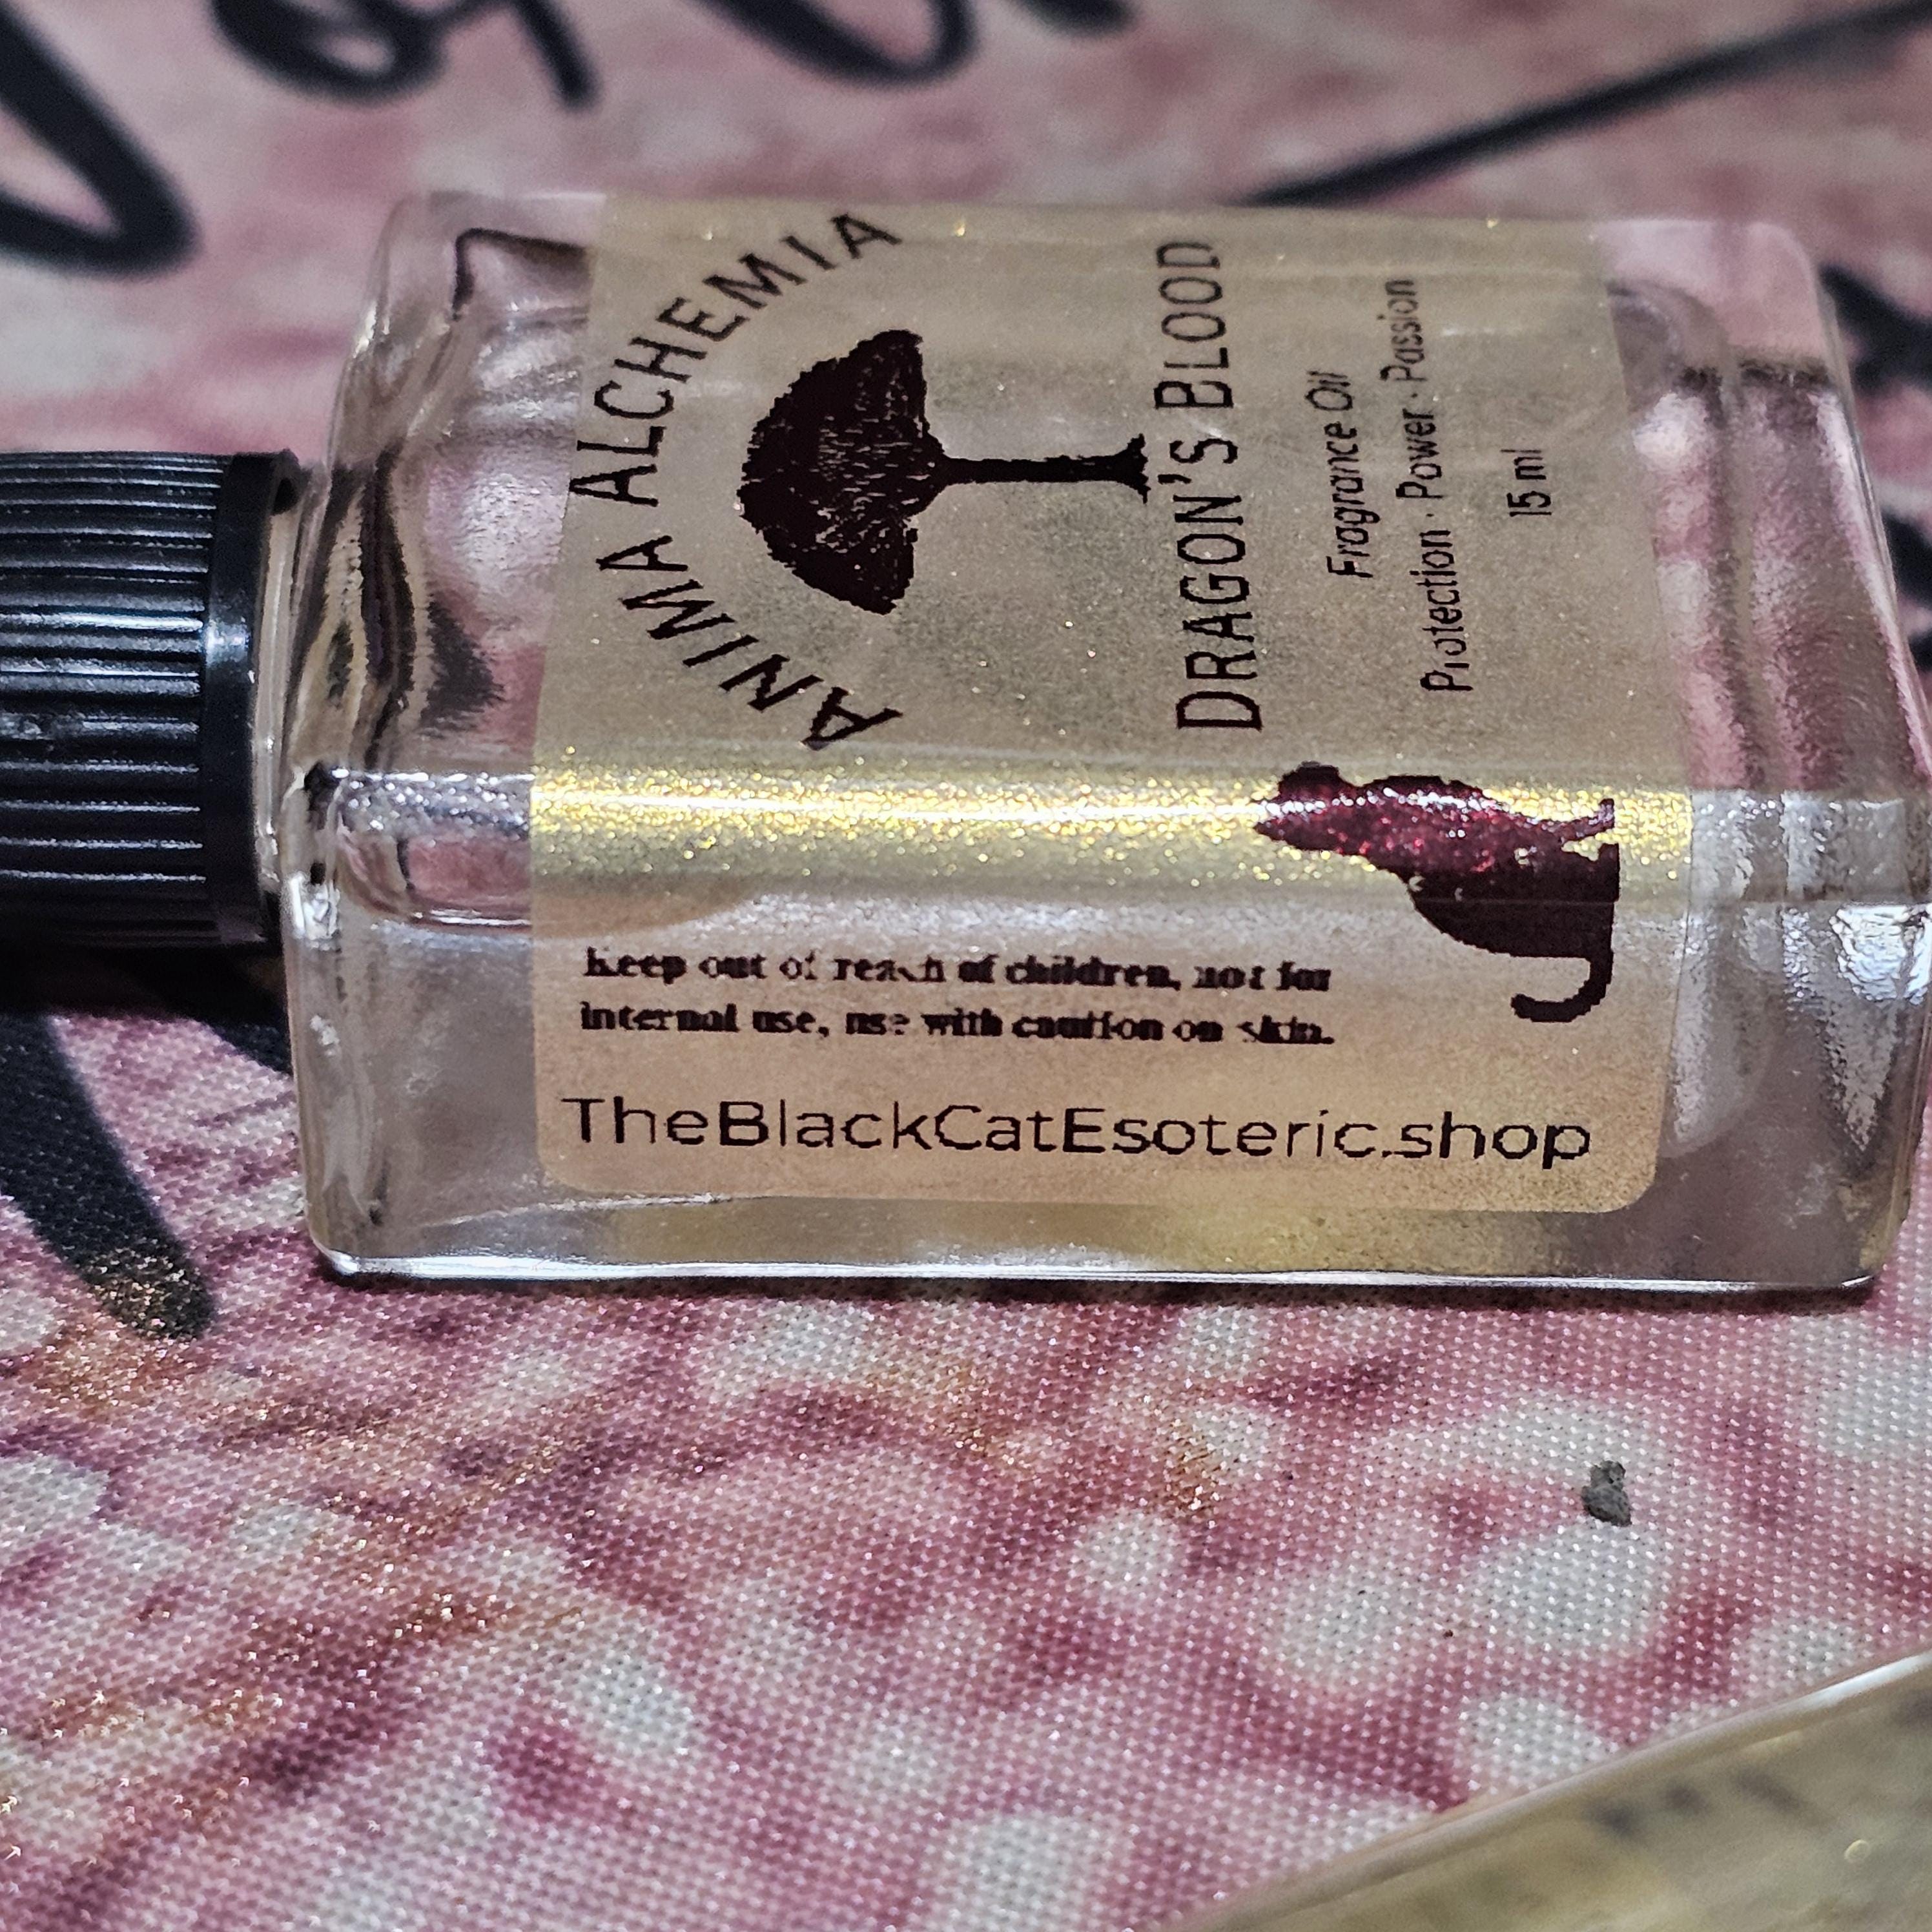 ANIMA ALCHEMIA
DRAGON'S BLOOD
Fragrance Oil
Protection · Power · Passion
15 ml
Keep out of reach of children, not for
internal use, use with caution on skin.
TheBlackCatEsoteric.shop